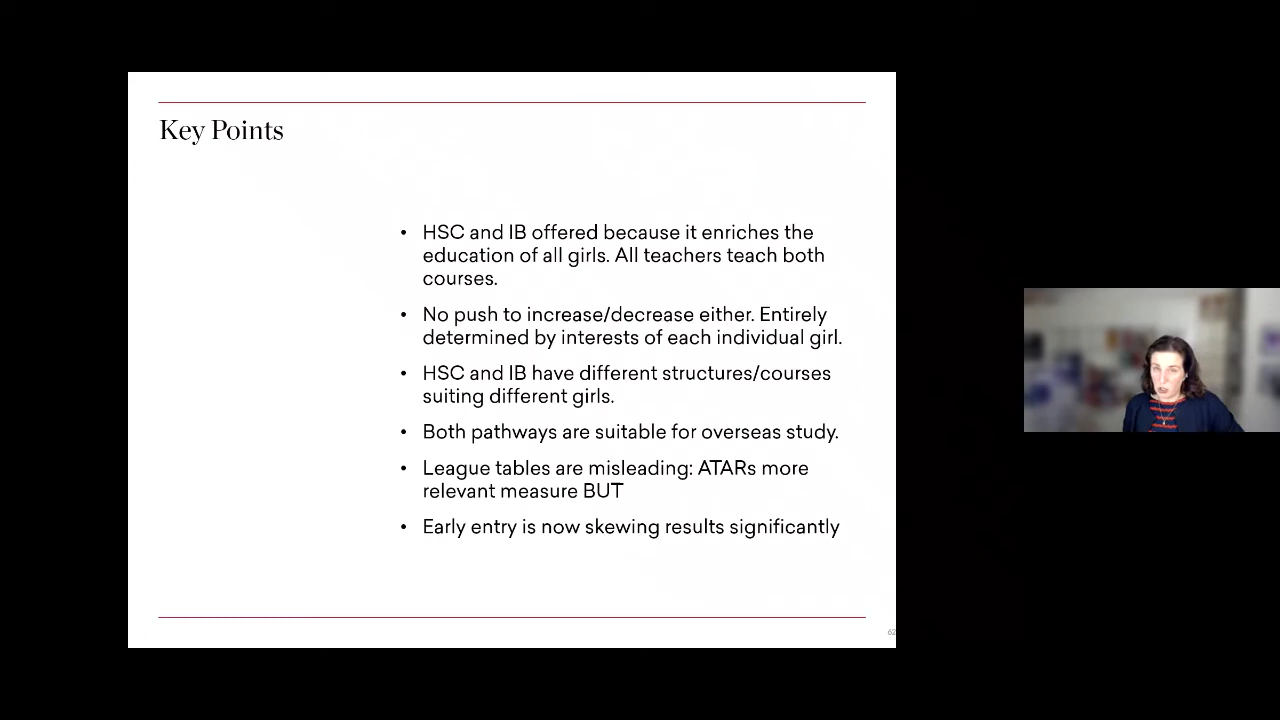 Key Points
• HSC and IB offered because it enriches the
education of all girls. All teachers teach both
courses.
• No push to increase/decrease either. Entirely
determined by interests of each individual girl.
• HSC and IB have different structures/courses
suiting different girls.
• Both pathways are suitable for overseas study.
• League tables are misleading: ATARs more
relevant measure BUT
• Early entry is now skewing results significantly
62